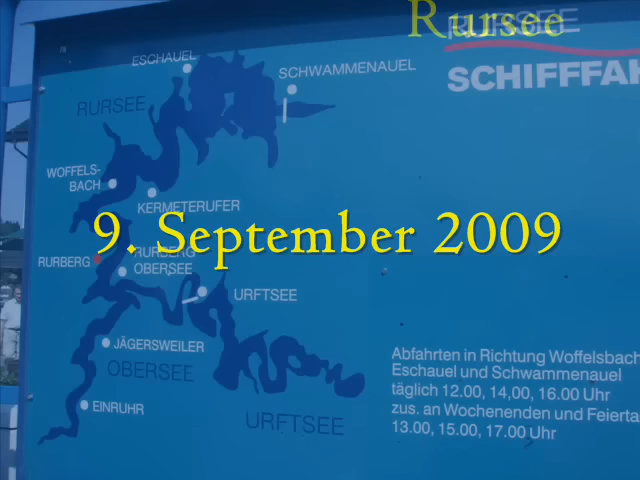 Rursee
RURSEE
SCHIFFFAH
ESCHAUEL
SCHWAMMENAUEL
RURSEE
WOFFELS-
BACH
KERMETERUFER
9. September 2009
RURBERG
RURBERG
OBERSEE
URFTSEE
JÄGERSWEILER
OBERSEE
EINRUHR
URFTSEE
Abfahrten in Richtung Woffelsbach
Eschauel und Schwammenauel
täglich 12.00, 14,00, 16.00 Uhr
zus. an Wochenenden und Feierta
13.00, 15.00, 17.00 Uhr